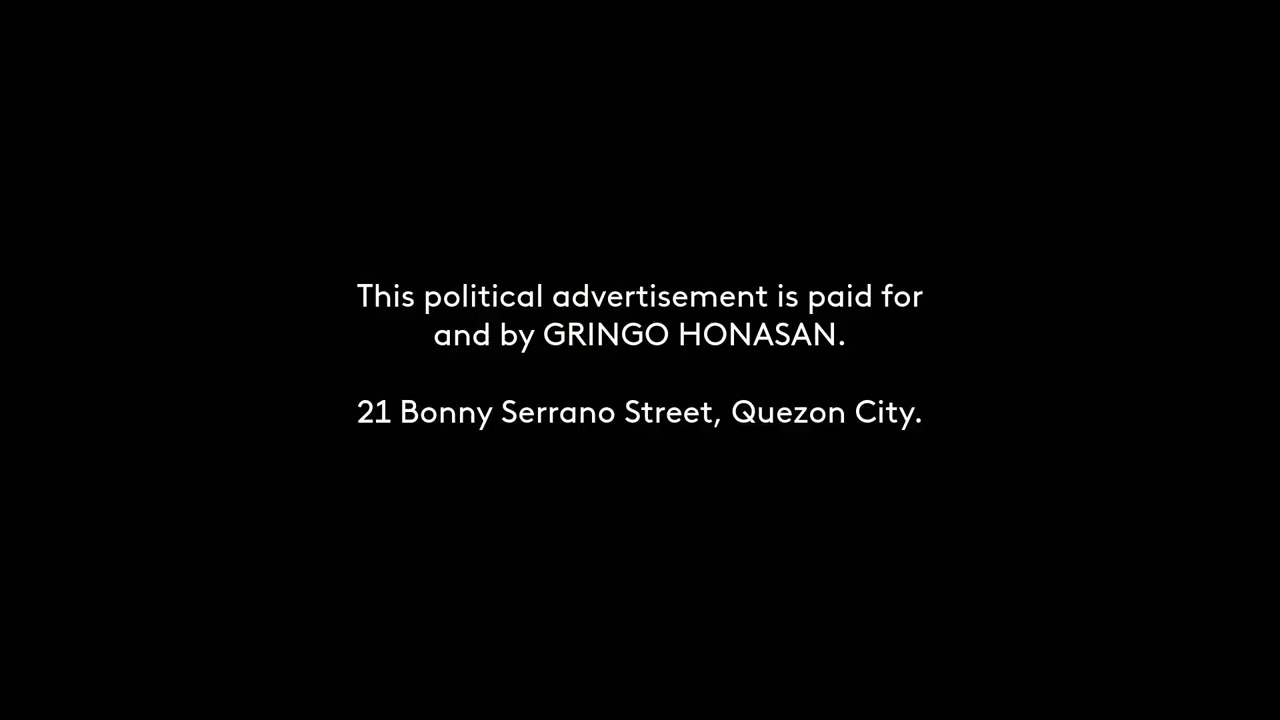 This political advertisement is paid for
and by GRINGO HONASAN.
21 Bonny Serrano Street, Quezon City.